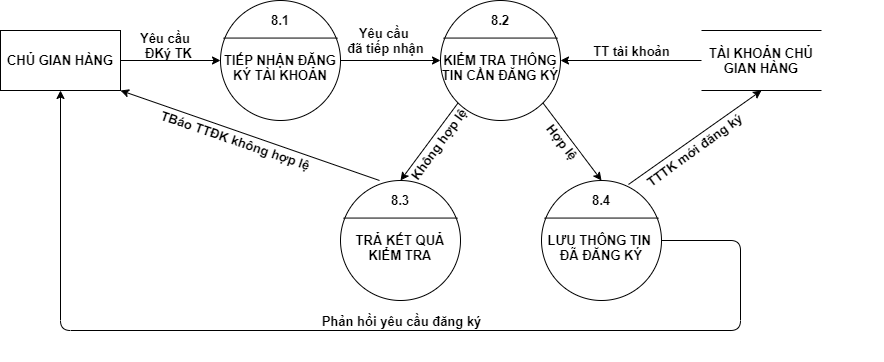 8.1
8.2
Yêu cầu
ĐKý TK
Yêu cầu
đã tiếp nhận
CHỦ GIAN HÀNG
TIẾP NHẬN ĐĂNG
KÝ TÀI KHOẢN
KIỂM TRA THÔNG
TIN CẦN ĐĂNG KÝ
TT tài khoản
TÀI KHOẢN CHỦ
GIAN HÀNG
TBáo TTĐK không hợp lệ
Không hợp lệ
Hợp lệ
TTTK mới đăng ký
8.3
8.4
TRẢ KẾT QUẢ
KIỂM TRA
LƯU THÔNG TIN
ĐÃ ĐĂNG KÝ
Phản hồi yêu cầu đăng ký